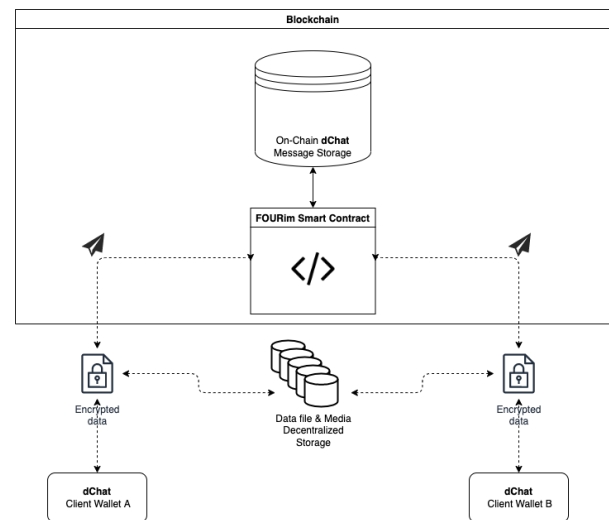 Blockchain
On-Chain dChat
Message Storage
FOURim Smart Contract
</>
Encrypted
data
Data file & Media
Decentralized
Storage
Encrypted
data
dChat
Client Wallet A
dChat
Client Wallet B